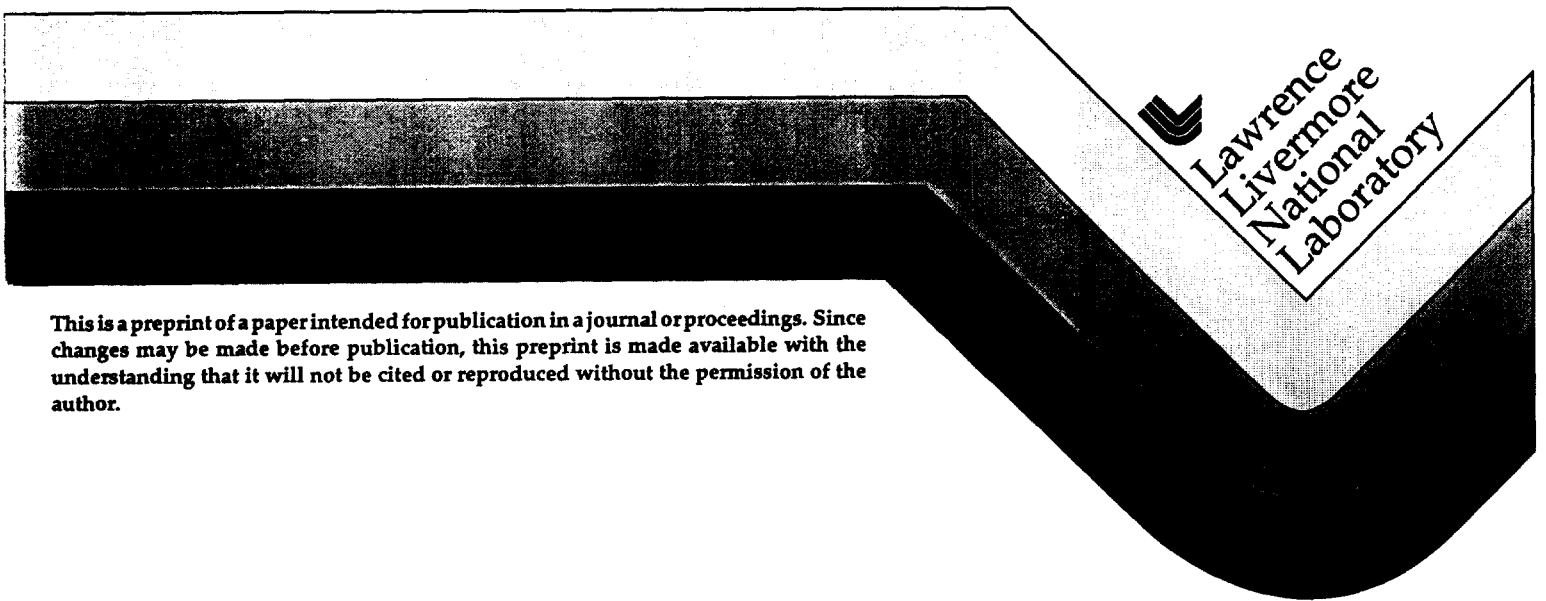 Lawrence
Livermore
National
Laboratory
This is a preprint of a paper intended for publication in a journal or proceedings. Since
changes may be made before publication, this preprint is made available with the
understanding that it will not be cited or reproduced without the permission of the
author.